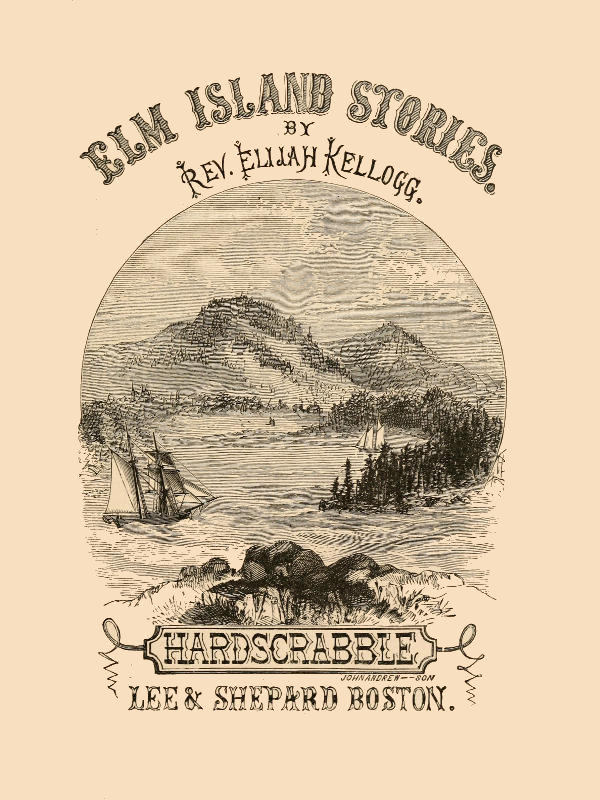 ELM ISLAND STORIES.
BY
REV. ELIJAH KELLOGG.
HARDSCRABBLE
JOHN ANDREW--SON
LEE & SHEPARD BOSTON.